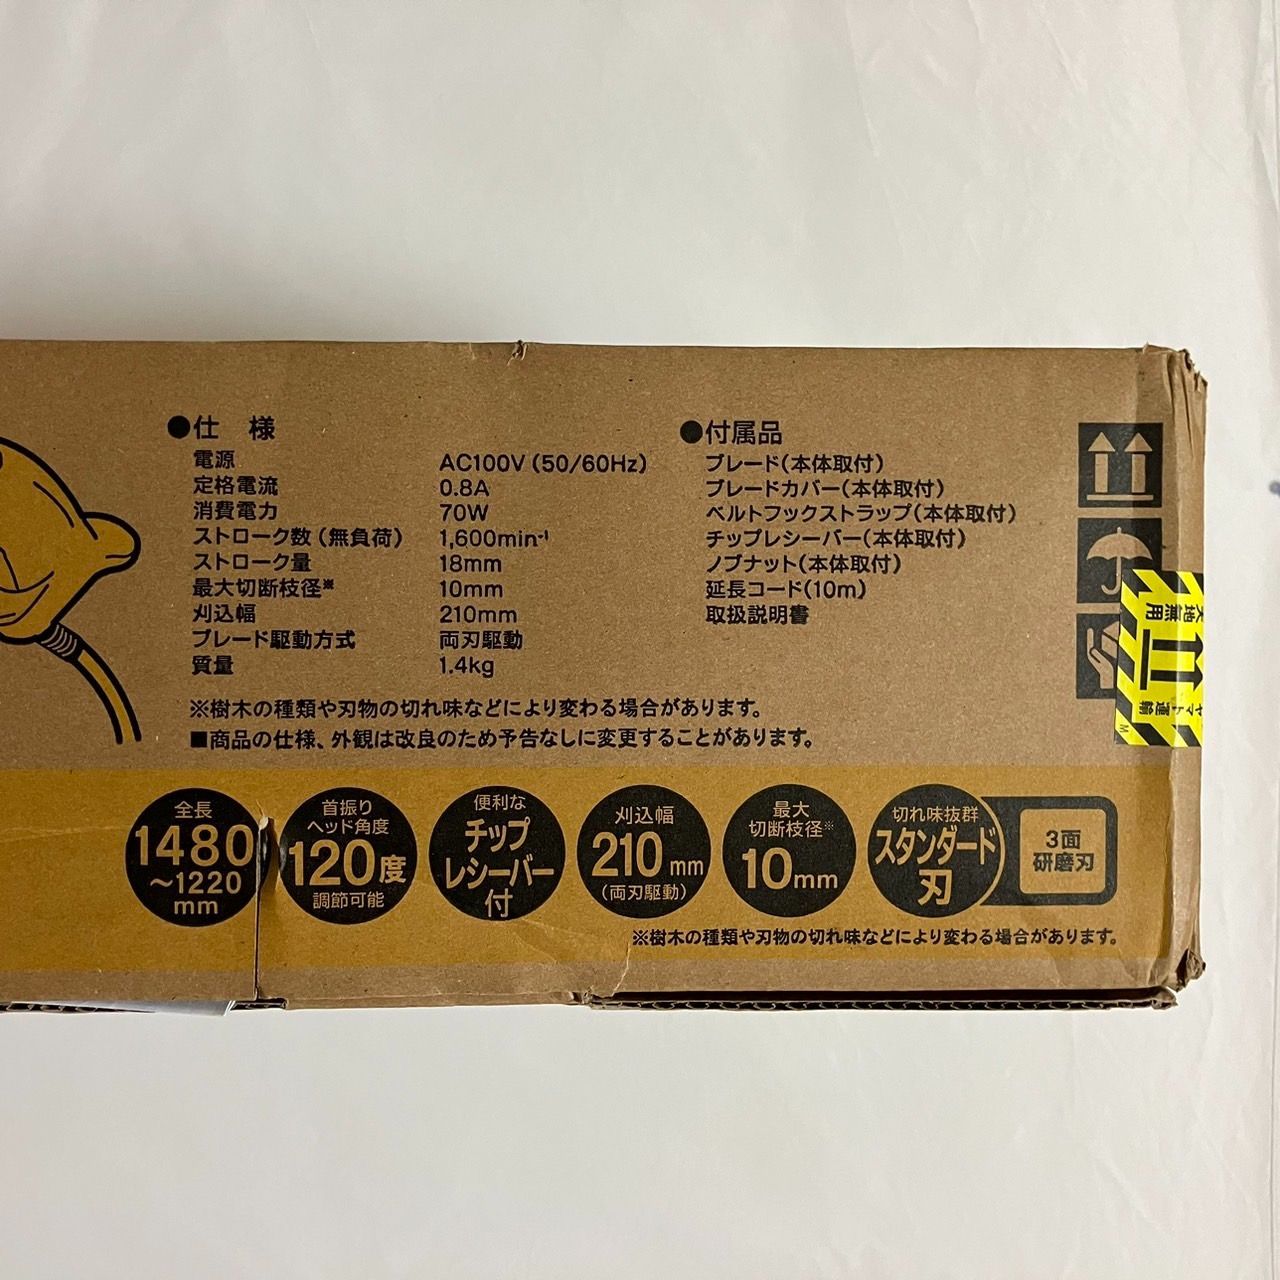 ●仕様
電源 AC100V(50/60Hz)
定格電流 0.8A
消費電力 70W
ストローク数(無負荷) 1,600min⁻¹
ストローク量 18mm
最大切断枝径※ 10mm
刈込幅 210mm
ブレード駆動方式 両刃駆動
質量 1.4kg
※樹木の種類や刃物の切れ味などにより変わる場合があります。
■商品の仕様、外観は改良のため予告なしに変更することがあります。
●付属品
ブレード(本体取付)
ブレードカバー(本体取付)
ベルトフックストラップ(本体取付)
チップレシーバー(本体取付)
ノブナット(本体取付)
延長コード(10m)
取扱説明書
天地無用
ヤマト運輸
M
全長
1480
～1220
mm
首振り
ヘッド角度
120度
調節可能
便利な
チップ
レシーバー
付
刈込幅
210mm
(両刃駆動)
最大
切断枝径※
10mm
切れ味抜群
スタンダード
刃
3面
研磨刃
※樹木の種類や刃物の切れ味などにより変わる場合があります。